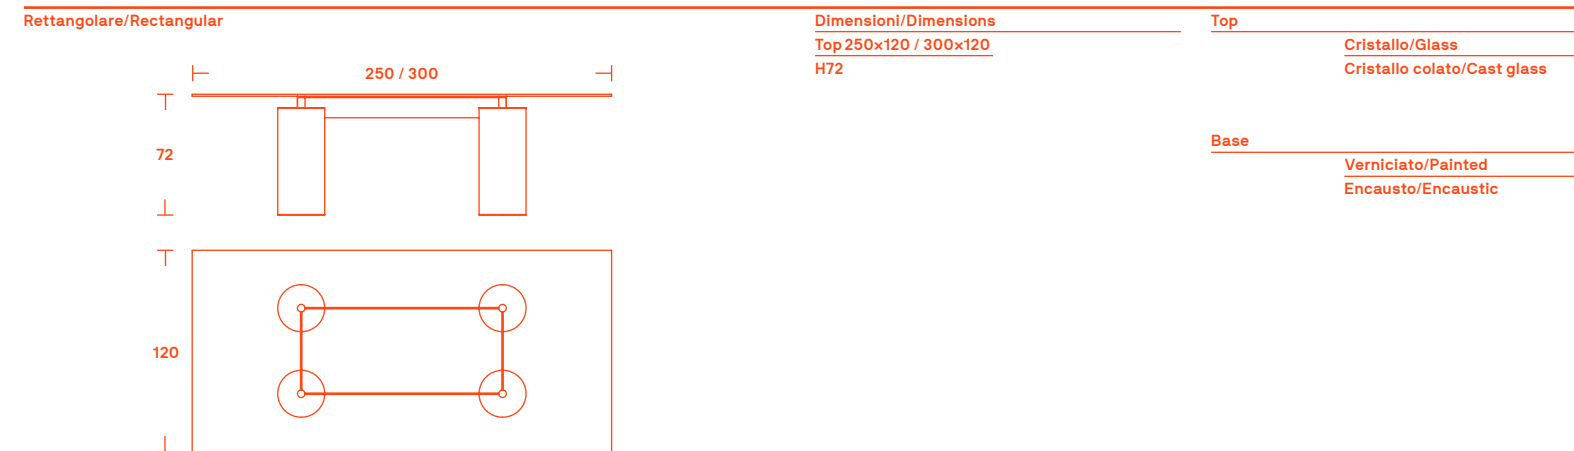 Rettangolare/Rectangular
250 / 300
72
120
Dimensioni/Dimensions
Top 250×120 / 300×120
H72
Top
Cristallo/Glass
Cristallo colato/Cast glass
Base
Verniciato/Painted
Encausto/Encaustic